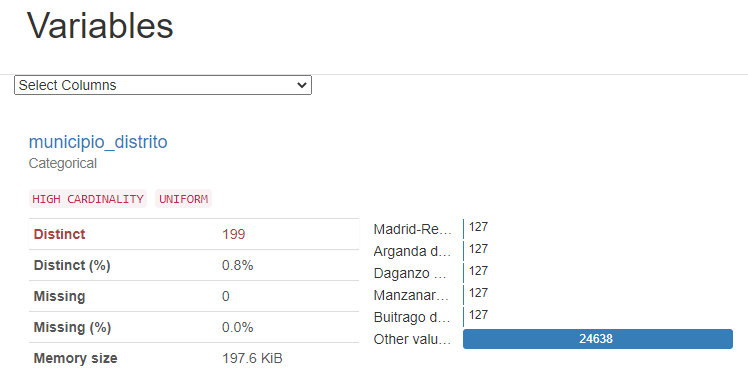 Variables
Select Columns
municipio_distrito
Categorical
HIGH CARDINALITY UNIFORM
Distinct 199
Distinct (%) 0.8%
Missing 0
Missing (%) 0.0%
Memory size 197.6 KiB
Madrid-Re... 127
Arganda d... 127
Daganzo ... 127
Manzanar... 127
Buitrago d... 127
Other valu... 24638